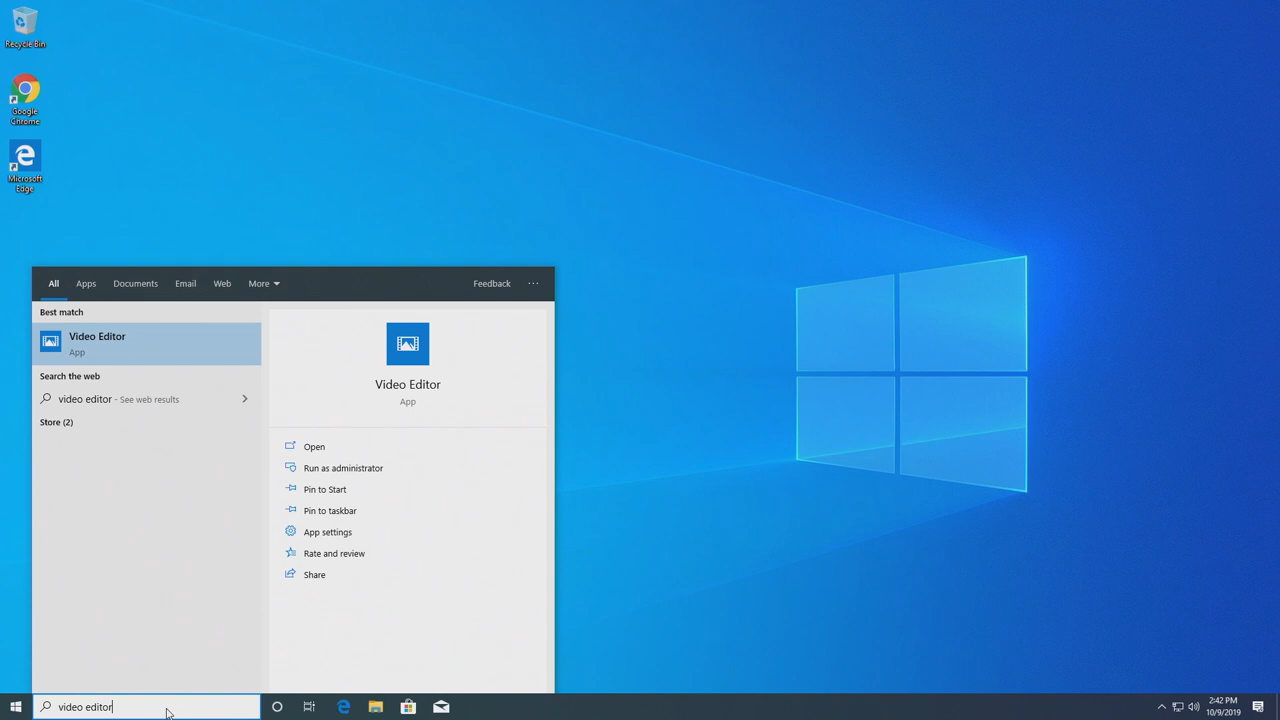 Recycle Bin
Google
Chrome
Microsoft
Edge
All Apps Documents Email Web More Feedback ...
Best match
Video Editor
App
Search the web
video editor - See web results
Store (2)
Video Editor
App
Open
Run as administrator
Pin to Start
Pin to taskbar
App settings
Rate and review
Share
video editor
2:42 PM
10/9/2019